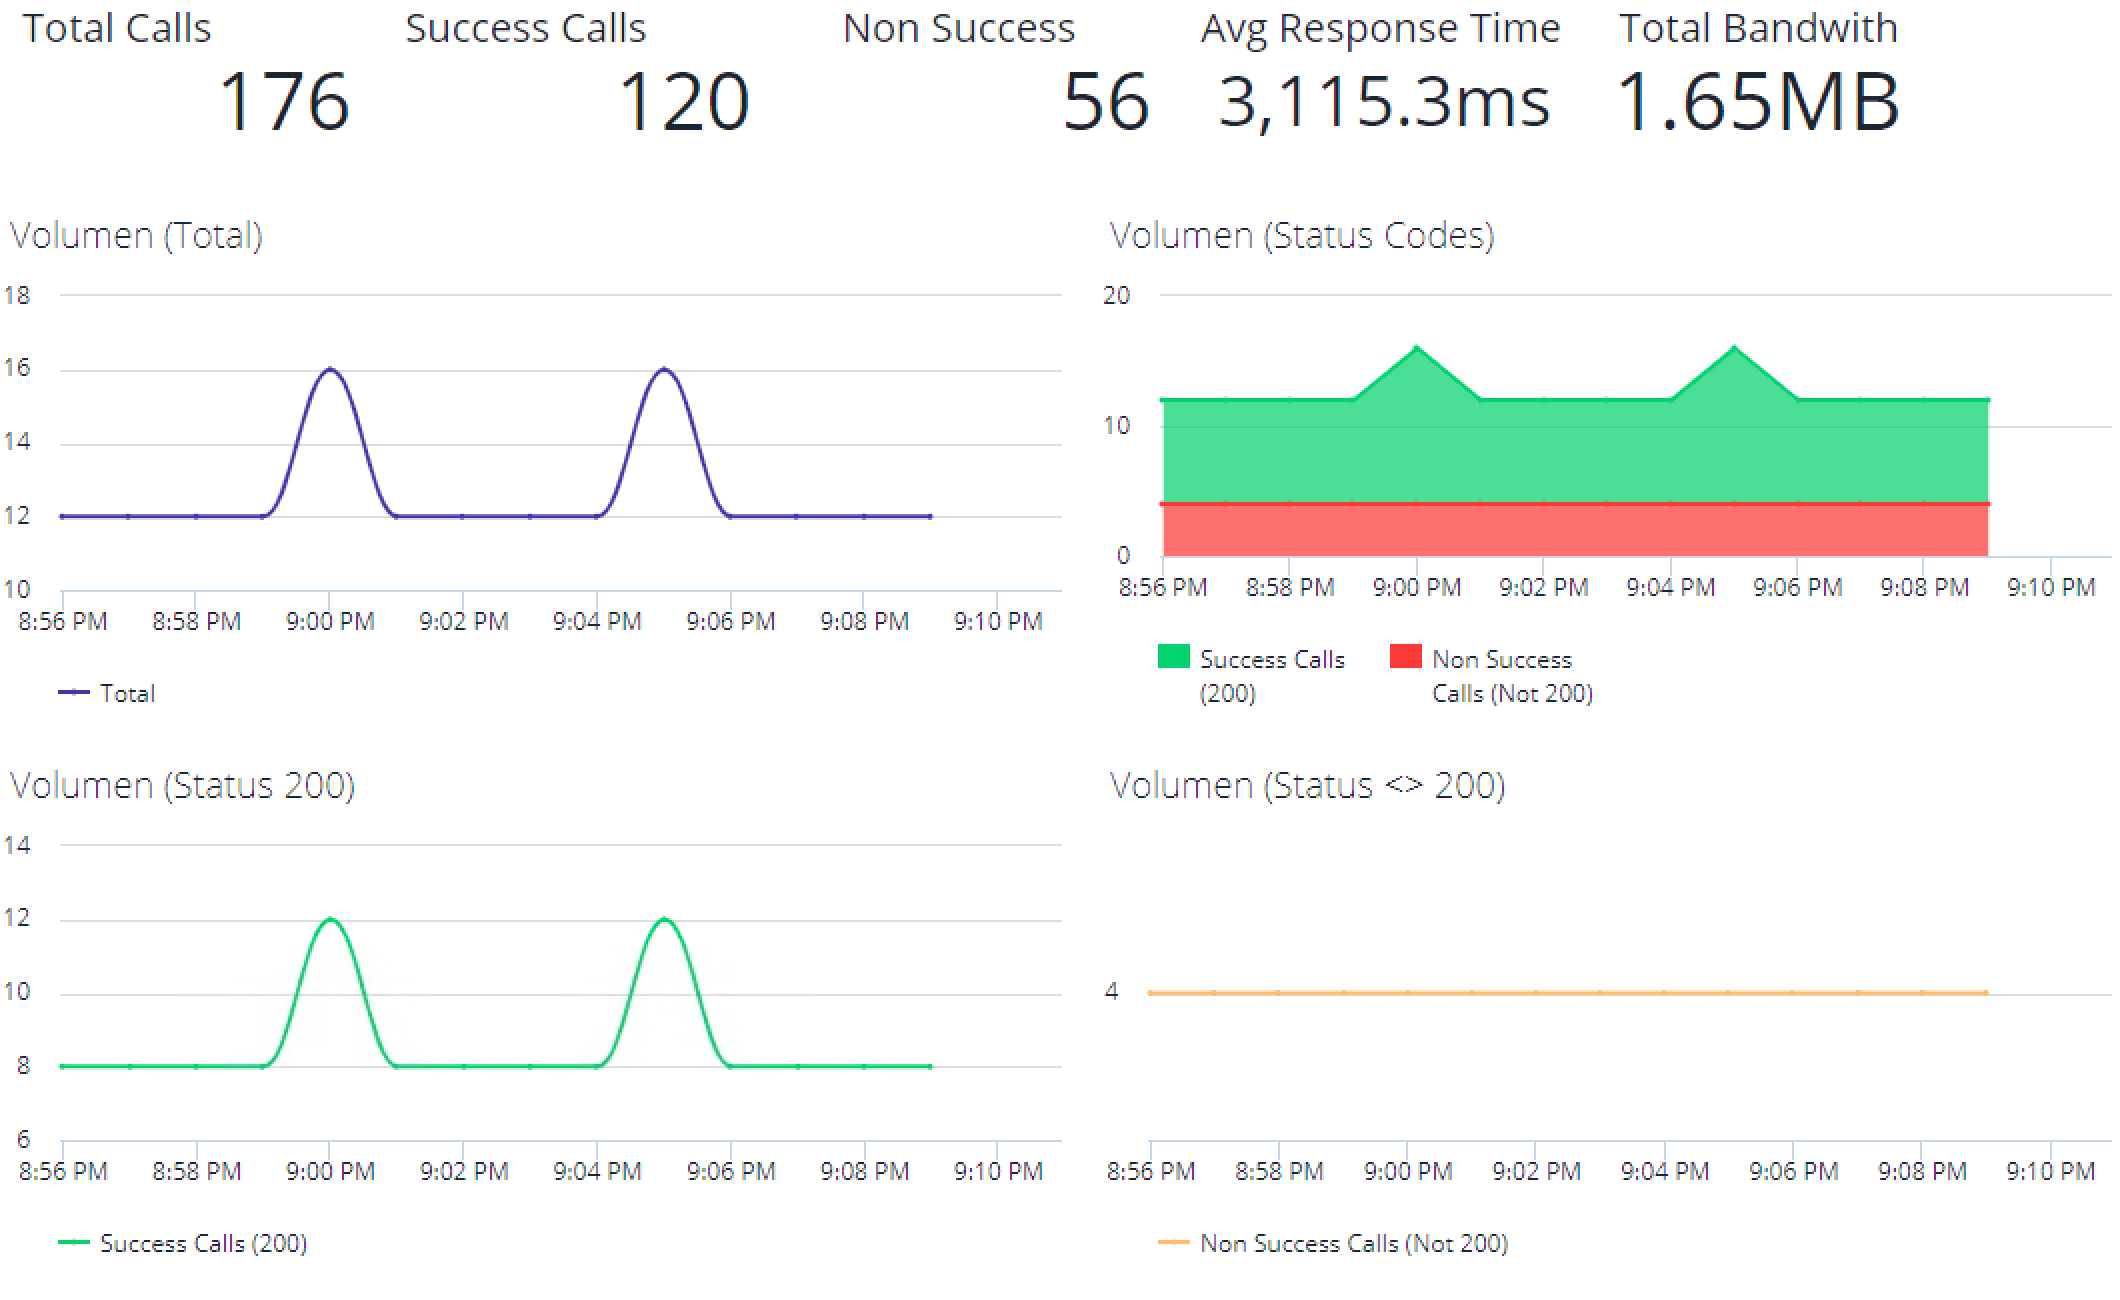 Total Calls
Success Calls
Non Success
Avg Response Time
Total Bandwith
176
120
56
3,115.3ms
1.65MB
Volumen (Total)
18
16
14
12
10
8:56 PM 8:58 PM 9:00 PM 9:02 PM 9:04 PM 9:06 PM 9:08 PM 9:10 PM
Total
Volumen (Status Codes)
20
10
0
8:56 PM 8:58 PM 9:00 PM 9:02 PM 9:04 PM 9:06 PM 9:08 PM 9:10 PM
Success Calls
(200)
Non Success
Calls (Not 200)
Volumen (Status 200)
14
12
10
8
6
8:56 PM 8:58 PM 9:00 PM 9:02 PM 9:04 PM 9:06 PM 9:08 PM 9:10 PM
Success Calls (200)
Volumen (Status <> 200)
4
8:56 PM 8:58 PM 9:00 PM 9:02 PM 9:04 PM 9:06 PM 9:08 PM 9:10 PM
Non Success Calls (Not 200)